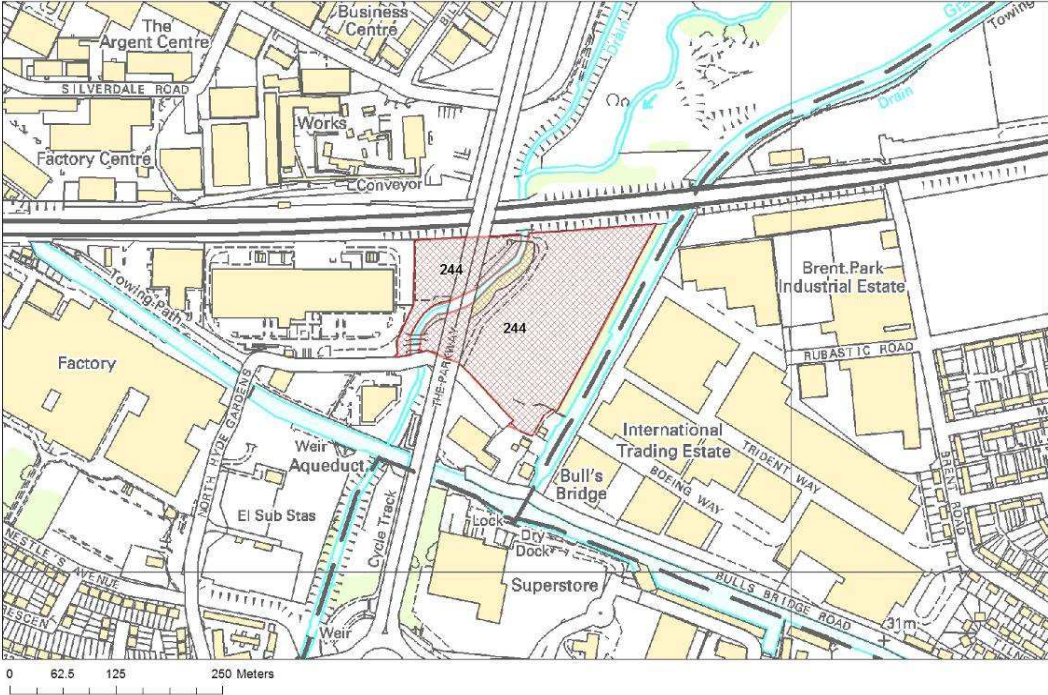 The
Argent Centre
Business
Centre
SILVERDALE ROAD
Works
Factory Centre
Conveyor
Drain
Towing
Drain
244
244
Towing Path
THE PARKWAY
Brent Park
Industrial Estate
RUBASTIC ROAD
Factory
NORTH HYDE GARDENS
Weir
Aqueduct
International
Trading Estate
TRIDENT WAY
BOEING WAY
BRENT ROAD
Bull's
Bridge
El Sub Stas
Cycle Track
Lock
Dry
Dock
Superstore
NESTLE'S AVENUE
BULLS BRIDGE ROAD
Weir
31m
0 62.5 125 250 Meters